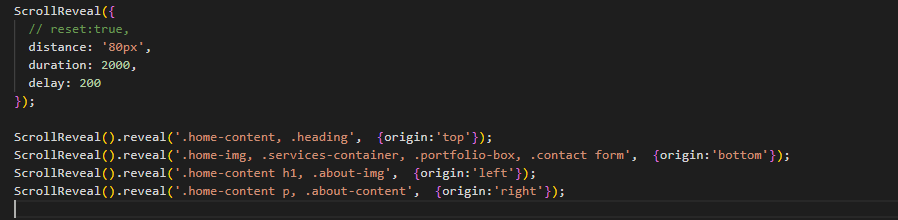 ScrollReveal({
  // reset:true,
  distance: '80px',
  duration: 2000,
  delay: 200
});

ScrollReveal().reveal('.home-content, .heading',  {origin:'top'});
ScrollReveal().reveal('.home-img, .services-container, .portfolio-box, .contact form',  {origin:'bottom'});
ScrollReveal().reveal('.home-content h1, .about-img',  {origin:'left'});
ScrollReveal().reveal('.home-content p, .about-content',  {origin:'right'});